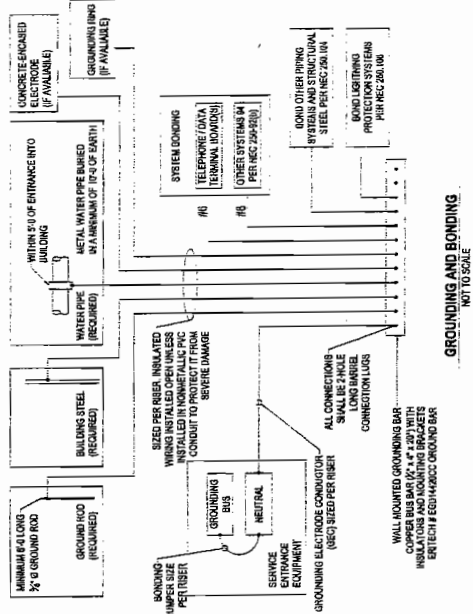 MINIMUM 8'-0 LONG
Ø GROUND ROD
GROUND ROD
(REQUIRED)
BUILDING STEEL
(REQUIRED)
WITHIN 5'-0 OF ENTRANCE INTO
BUILDING
WATER PIPE
(REQUIRED)
METAL WATER PIPE BURIED
IN A MINIMUM OF 10'-0 OF EARTH
CONCRETE-ENCASED
ELECTRODE
(IF AVAILABLE)
GROUNDING RING
(IF AVALIABLE)
SIZED PER RISER. INSULATED
WIRING INSTALLED OPEN UNLESS
INSTALLED IN NONMETALLIC PVC
CONDUIT TO PROTECT IT FROM
SEVERE DAMAGE
SYSTEM BONDING
TELEPHONE / DATA
TERMINAL BOARD(S)
#6
OTHER SYSTEMS
PER NEC
#6
BONDING
JUMPER SIZE
PER RISER
GROUNDING
BUS
NEUTRAL
SERVICE
ENTRANCE
EQUIPMENT
GROUNDING ELECTRODE CONDUCTOR
(GEC) SIZED PER RISER
BOND OTHER PIPING
SYSTEMS AND STRUCTURAL
STEEL PER NEC 250.104
BOND LIGHTNING
PROTECTION SYSTEMS
PER NEC 250.106
ALL CONNECTIONS
SHALL BE 2-HOLE
LONG BARREL
CONNECTION LUGS
WALL MOUNTED GROUNDING BAR
COPPER BUS BAR WITH
INSULATORS AND MOUNTING BRACKETS
ERITECH # GROUND BAR
GROUNDING AND BONDING
NOT TO SCALE